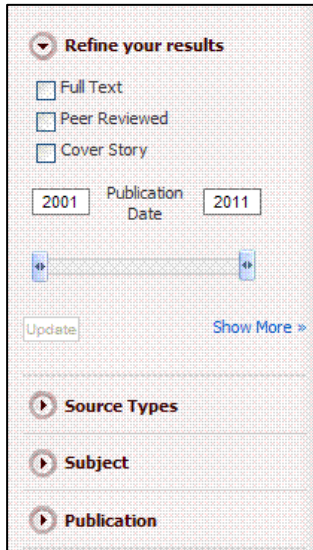 Refine your results
Full Text
Peer Reviewed
Cover Story
2001 Publication Date 2011
Update Show More »
Source Types
Subject
Publication